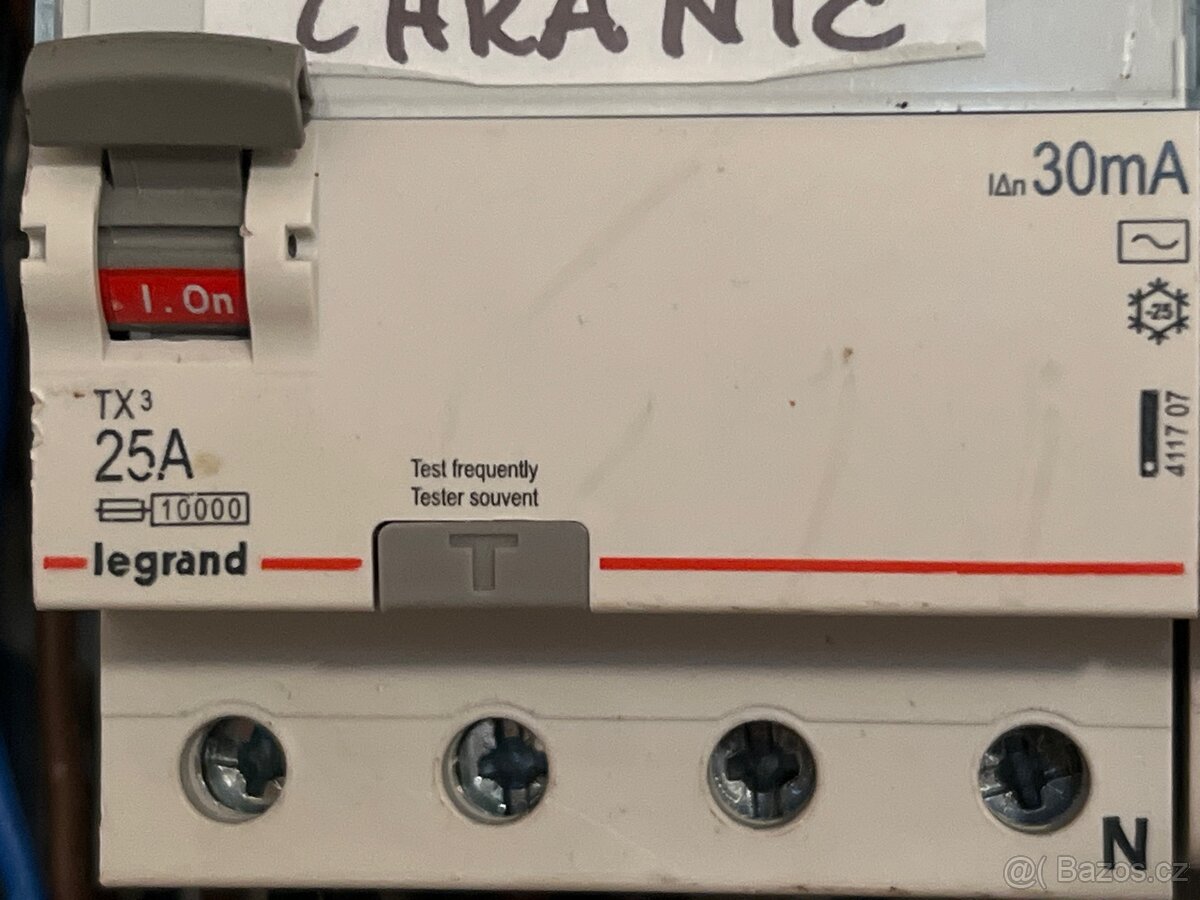 CHRANIC
IΔn 30mA
-25
I . On
TX³
25A
10000
4117 07
Test frequently
Tester souvent
legrand
T
N
@( Bazos.cz